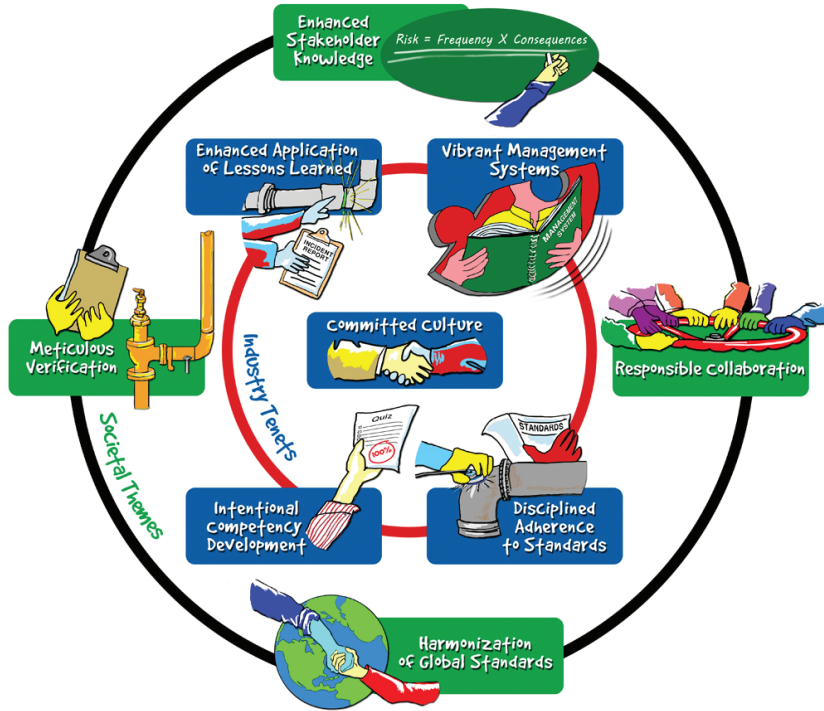 Enhanced
Stakeholder
Knowledge
Risk = Frequency X Consequences
Enhanced Application
of Lessons Learned
INCIDENT
REPORT
Vibrant Management
Systems
MANAGEMENT
SYSTEM
Meticulous
Verification
Committed Culture
Responsible Collaboration
Industry Tenets
Societal Themes
Quiz
100%
Intentional
Competency
Development
STANDARDS
Disciplined
Adherence
to Standards
Harmonization
of Global Standards